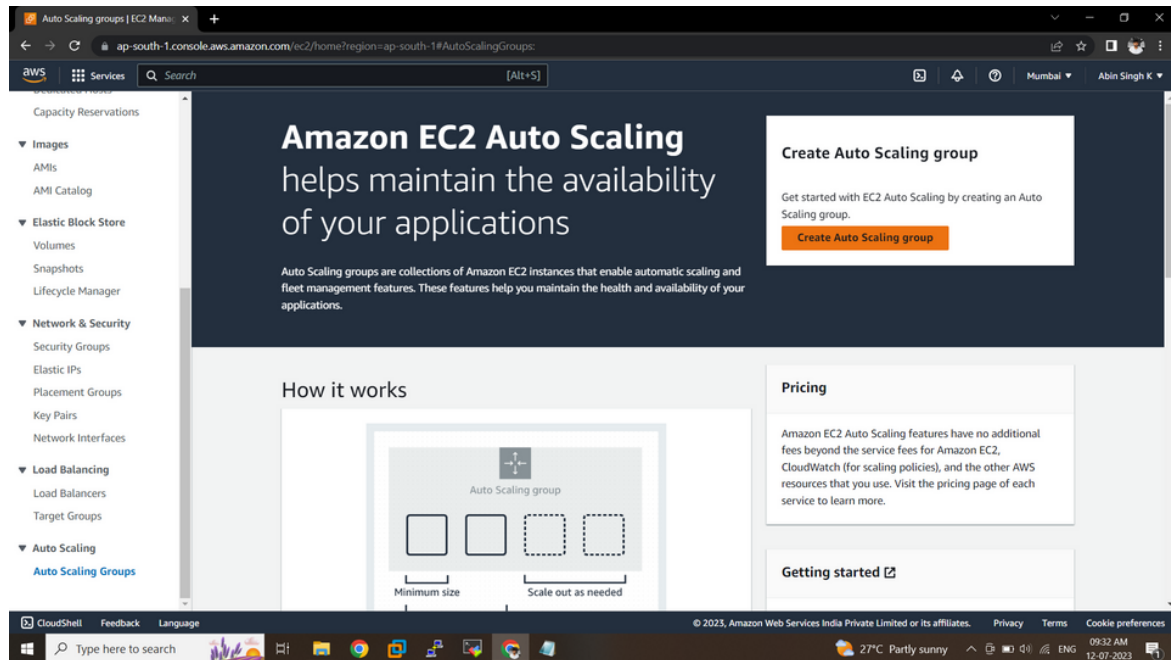 Auto Scaling groups | EC2 Manag
ap-south-1.console.aws.amazon.com/ec2/home?region=ap-south-1#AutoScalingGroups:
aws
Services
Search
[Alt+S]
Mumbai
Abin Singh K
Dedicated Hosts
Capacity Reservations
Images
AMIs
AMI Catalog
Elastic Block Store
Volumes
Snapshots
Lifecycle Manager
Network & Security
Security Groups
Elastic IPs
Placement Groups
Key Pairs
Network Interfaces
Load Balancing
Load Balancers
Target Groups
Auto Scaling
Auto Scaling Groups
Amazon EC2 Auto Scaling
helps maintain the availability
of your applications
Auto Scaling groups are collections of Amazon EC2 instances that enable automatic scaling and
fleet management features. These features help you maintain the health and availability of your
applications.
Create Auto Scaling group
Get started with EC2 Auto Scaling by creating an Auto
Scaling group.
Create Auto Scaling group
How it works
Auto Scaling group
Minimum size
Scale out as needed
Pricing
Amazon EC2 Auto Scaling features have no additional
fees beyond the service fees for Amazon EC2,
CloudWatch (for scaling policies), and the other AWS
resources that you use. Visit the pricing page of each
service to learn more.
Getting started
CloudShell
Feedback
Language
© 2023, Amazon Web Services India Private Limited or its affiliates.
Privacy
Terms
Cookie preferences
Type here to search
27°C Partly sunny
ENG
09:32 AM
12-07-2023